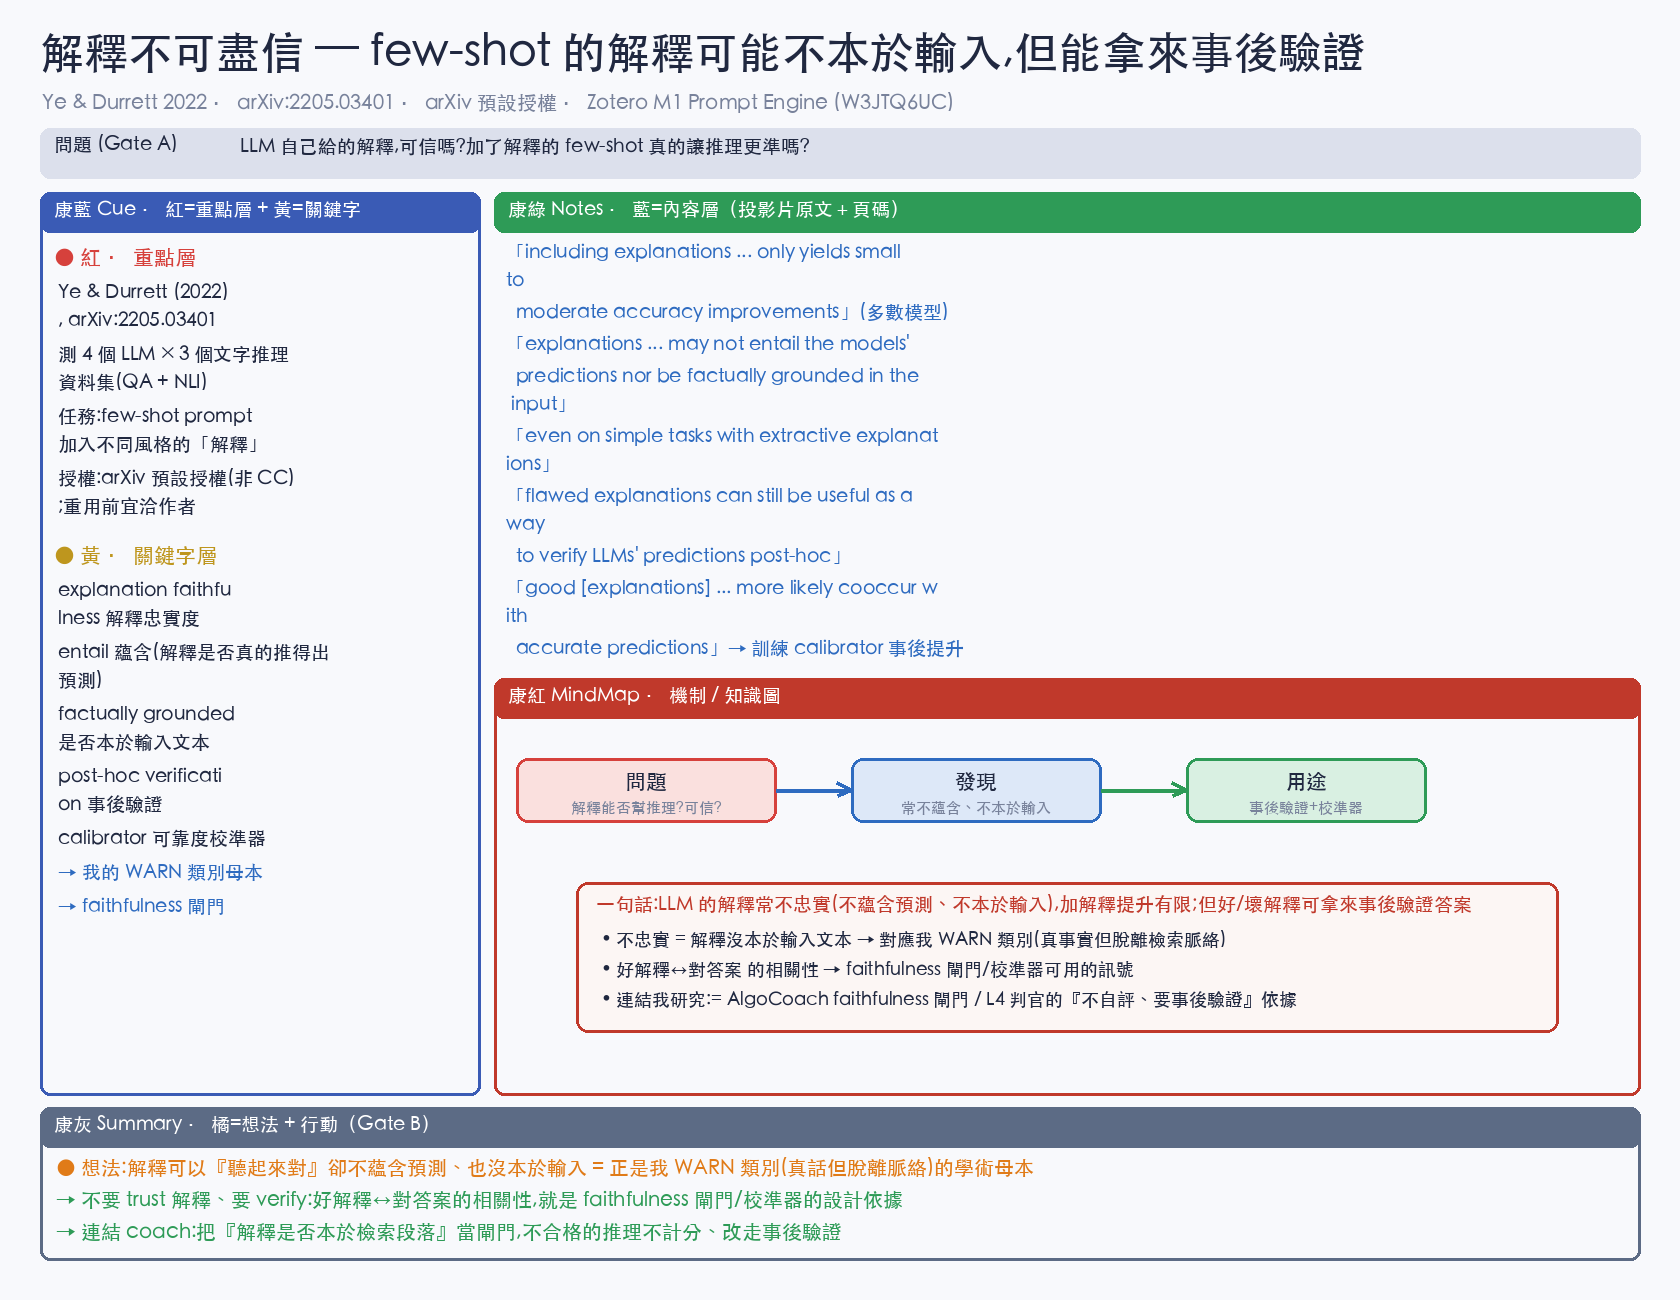 解釋不可盡信 — few-shot 的解釋可能不本於輸入,但能拿來事後驗證
Ye & Durrett 2022 · arXiv:2205.03401 · arXiv 預設授權 · Zotero M1 Prompt Engine (W3JTQ6UC)
問題 (Gate A) LLM 自己給的解釋,可信嗎?加了解釋的 few-shot 真的讓推理更準嗎?
康藍 Cue · 紅=重點層 + 黃=關鍵字
● 紅 · 重點層
Ye & Durrett (2022)
, arXiv:2205.03401
測 4 個 LLM × 3 個文字推理
資料集(QA + NLI)
任務:few-shot prompt
加入不同風格的「解釋」
授權:arXiv 預設授權(非 CC)
;重用前宜洽作者
● 黃 · 關鍵字層
explanation faithfu
lness 解釋忠實度
entail 蘊含(解釋是否真的推得出
預測)
factually grounded
是否本於輸入文本
post-hoc verificati
on 事後驗證
calibrator 可靠度校準器
→ 我的 WARN 類別母本
→ faithfulness 閘門
康綠 Notes · 藍=內容層（投影片原文 + 頁碼）
「including explanations ... only yields small
to
moderate accuracy improvements」(多數模型)
「explanations ... may not entail the models'
predictions nor be factually grounded in the
input」
「even on simple tasks with extractive explanat
ions」
「flawed explanations can still be useful as a
way
to verify LLMs' predictions post-hoc」
「good [explanations] ... more likely cooccur w
ith
accurate predictions」→ 訓練 calibrator 事後提升
康紅 MindMap · 機制 / 知識圖
問題
解釋能否幫推理?可信?
發現
常不蘊含、不本於輸入
用途
事後驗證+校準器
一句話:LLM 的解釋常不忠實(不蘊含預測、不本於輸入),加解釋提升有限;但好/壞解釋可拿來事後驗證答案
• 不忠實 = 解釋沒本於輸入文本 → 對應我 WARN 類別(真事實但脫離檢索脈絡)
• 好解釋↔對答案 的相關性 → faithfulness 閘門/校準器可用的訊號
• 連結我研究:= AlgoCoach faithfulness 閘門 / L4 判官的『不自評、要事後驗證』依據
康灰 Summary · 橘=想法 + 行動（Gate B）
● 想法:解釋可以『聽起來對』卻不蘊含預測、也沒本於輸入 = 正是我 WARN 類別(真話但脫離脈絡)的學術母本
→ 不要 trust 解釋、要 verify:好解釋↔對答案的相關性,就是 faithfulness 閘門/校準器的設計依據
→ 連結 coach:把『解釋是否本於檢索段落』當閘門,不合格的推理不計分、改走事後驗證